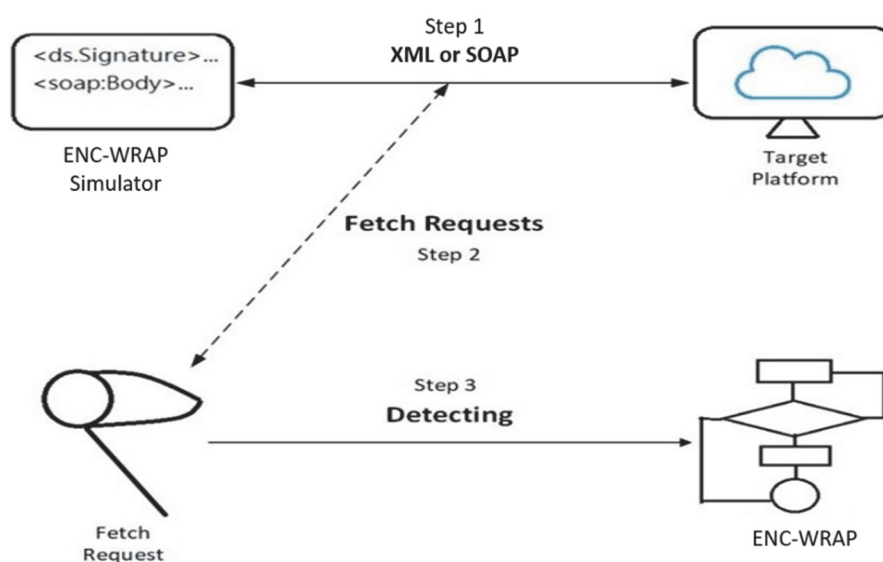 Step 1
XML or SOAP
<ds.Signature>...
<soap:Body>...
ENC-WRAP
Simulator
Target
Platform
Fetch Requests
Step 2
Step 3
Detecting
Fetch
Request
ENC-WRAP